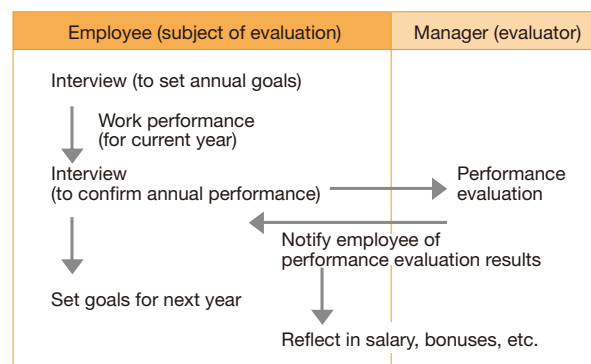 Employee (subject of evaluation)
Manager (evaluator)
Interview (to set annual goals)
Work performance
(for current year)
Interview
(to confirm annual performance)
Performance
evaluation
Notify employee of
performance evaluation results
Set goals for next year
Reflect in salary, bonuses, etc.